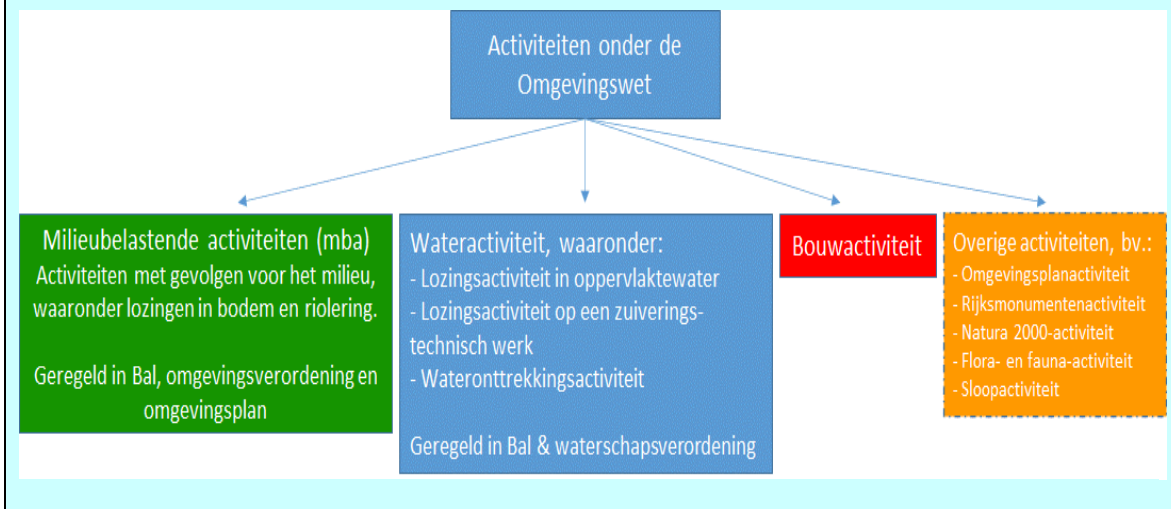 Activiteiten onder de
Omgevingswet
Milieubelastende activiteiten (mba)
Activiteiten met gevolgen voor het milieu,
waaronder lozingen in bodem en riolering.
Geregeld in Bal, omgevingsverordening en
omgevingsplan
Wateractiviteit, waaronder:
- Lozingsactiviteit in oppervlaktewater
- Lozingsactiviteit op een zuiverings-
technisch werk
- Wateronttrekkingsactiviteit
Geregeld in Bal & waterschapsverordening
Bouwactiviteit
Overige activiteiten, bv.:
- Omgevingsplanactiviteit
- Rijksmonumentenactiviteit
- Natura 2000-activiteit
- Flora- en fauna-activiteit
- Sloopactiviteit